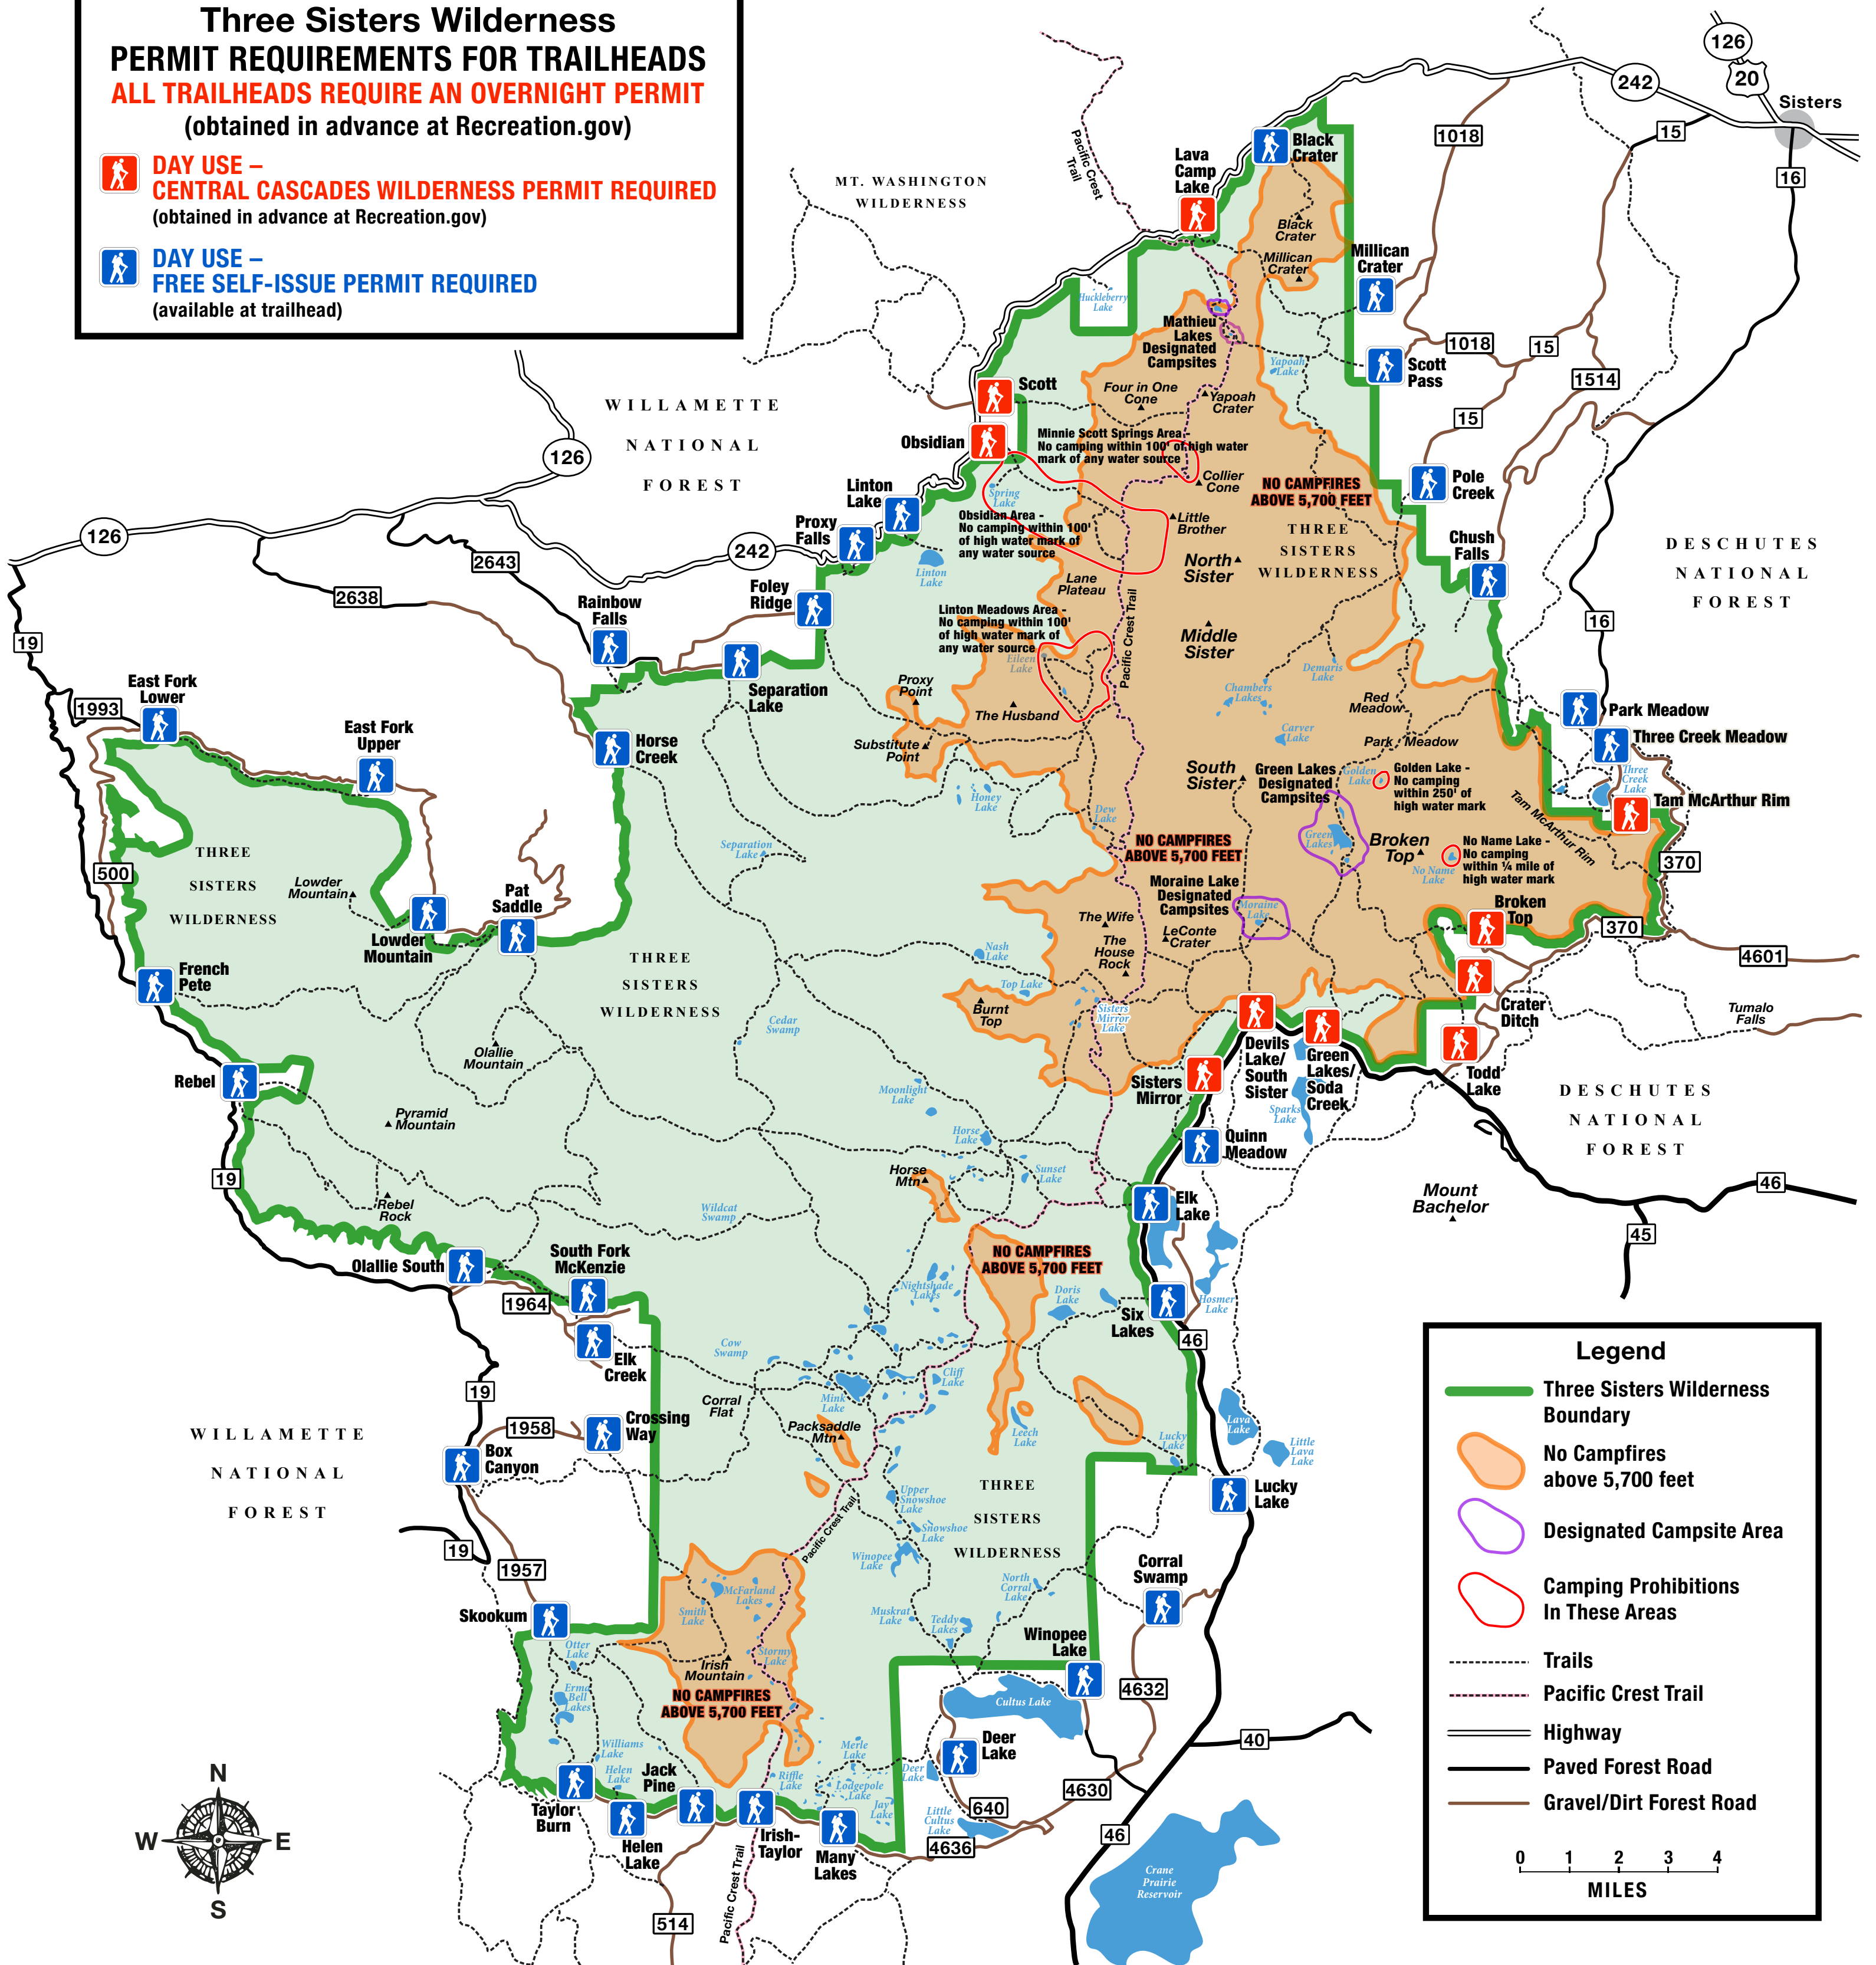 Three Sisters Wilderness
PERMIT REQUIREMENTS FOR TRAILHEADS
ALL TRAILHEADS REQUIRE AN OVERNIGHT PERMIT
(obtained in advance at Recreation.gov)
DAY USE –
CENTRAL CASCADES WILDERNESS PERMIT REQUIRED
(obtained in advance at Recreation.gov)
DAY USE –
FREE SELF-ISSUE PERMIT REQUIRED
(available at trailhead)
126
20
Sisters
242
15
1018
16
Pacific Crest
Trail
Black
Crater
Lava
Camp
Lake
MT. WASHINGTON
WILDERNESS
Black
Crater
Millican
Crater
Millican
Crater
Huckleberry
Lake
Mathieu
Lakes
Designated
Campsites
Yapoah
Lake
Scott
Pass
1018
15
1514
15
Scott
Four in One
Cone
Yapoah
Crater
WILLAMETTE
NATIONAL
FOREST
126
Obsidian
Minnie Scott Springs Area-
No camping within 100' of high water
mark of any water source
Collier
Cone
NO CAMPFIRES
ABOVE 5,700 FEET
Pole
Creek
Linton
Lake
Spring
Lake
Obsidian Area -
No camping within 100'
of high water mark of
any water source
Little
Brother
THREE
SISTERS
WILDERNESS
Chush
Falls
DESCHUTES
NATIONAL
FOREST
Proxy
Falls
126
242
2643
Linton
Lake
North
Sister
Lane
Plateau
Foley
Ridge
2638
Rainbow
Falls
Linton Meadows Area -
No camping within 100'
of high water mark of
any water source
Eileen
Lake
Pacific Crest Trail
Middle
Sister
16
19
Demaris
Lake
Chambers
Lakes
East Fork
Lower
1993
Separation
Lake
Proxy
Point
The Husband
Red
Meadow
Park Meadow
Three Creek Meadow
East Fork
Upper
Horse
Creek
Substitute
Point
Carver
Lake
Park Meadow
South
Sister
Green Lakes
Designated
Campsites
Golden
Lake
Golden Lake -
No camping
within 250' of
high water mark
Three
Creek
Lake
Tam McArthur Rim
Tam McArthur Rim
Honey
Lake
Dew
Lake
Separation
Lake
NO CAMPFIRES
ABOVE 5,700 FEET
Green
Lakes
Broken
Top
No Name
Lake
No Name Lake -
No camping
within ¼ mile of
high water mark
370
THREE
SISTERS
WILDERNESS
500
Lowder
Mountain
Pat
Saddle
Moraine Lake
Designated
Campsites
Moraine
Lake
Broken
Top
370
4601
Lowder
Mountain
The Wife
LeConte
Crater
The
House
Rock
Nash
Lake
Top Lake
French
Pete
THREE
SISTERS
WILDERNESS
Burnt
Top
Sisters
Mirror
Lake
Crater
Ditch
Tumalo
Falls
Cedar
Swamp
Olallie
Mountain
Devils
Lake/
South
Sister
Green
Lakes/
Soda
Creek
Todd
Lake
Sisters
Mirror
Rebel
Moonlight
Lake
Sparks
Lake
DESCHUTES
NATIONAL
FOREST
Pyramid
Mountain
Horse
Lake
Quinn
Meadow
19
Horse
Mtn
Sunset
Lake
Elk
Lake
Mount
Bachelor
46
45
Rebel
Rock
Wildcat
Swamp
Olallie South
South Fork
McKenzie
NO CAMPFIRES
ABOVE 5,700 FEET
Nightshade
Lakes
Doris
Lake
Six
Lakes
Hosmer
Lake
46
1964
Elk
Creek
Cow
Swamp
Cliff
Lake
Mink
Lake
19
Corral
Flat
Packsaddle
Mtn
Leech
Lake
Lava
Lake
Little
Lava
Lake
Lucky
Lake
1958
Crossing
Way
Box
Canyon
WILLAMETTE
NATIONAL
FOREST
Lucky
Lake
Upper
Snowshoe
Lake
Snowshoe
Lake
Winopee
Lake
THREE
SISTERS
WILDERNESS
Pacific Crest Trail
19
1957
Corral
Swamp
McFarland
Lakes
Smith
Lake
North
Corral
Lake
Muskrat
Lake
Teddy
Lakes
Skookum
Winopee
Lake
Otter
Lake
Stormy
Lake
Irish
Mountain
NO CAMPFIRES
ABOVE 5,700 FEET
Erma
Bell
Lakes
Cultus Lake
4632
Williams
Lake
Helen
Lake
Jack
Pine
Merle
Lake
Deer
Lake
Deer
Lake
40
Riffle
Lake
Lodgepole
Lake
Jay
Lake
4630
640
Little
Cultus
Lake
Taylor
Burn
Helen
Lake
Irish-
Taylor
Many
Lakes
4636
46
514
Pacific Crest Trail
Crane
Prairie
Reservoir
N
W
E
S
Legend
Three Sisters Wilderness
Boundary
No Campfires
above 5,700 feet
Designated Campsite Area
Camping Prohibitions
In These Areas
Trails
Pacific Crest Trail
Highway
Paved Forest Road
Gravel/Dirt Forest Road
0 1 2 3 4
MILES